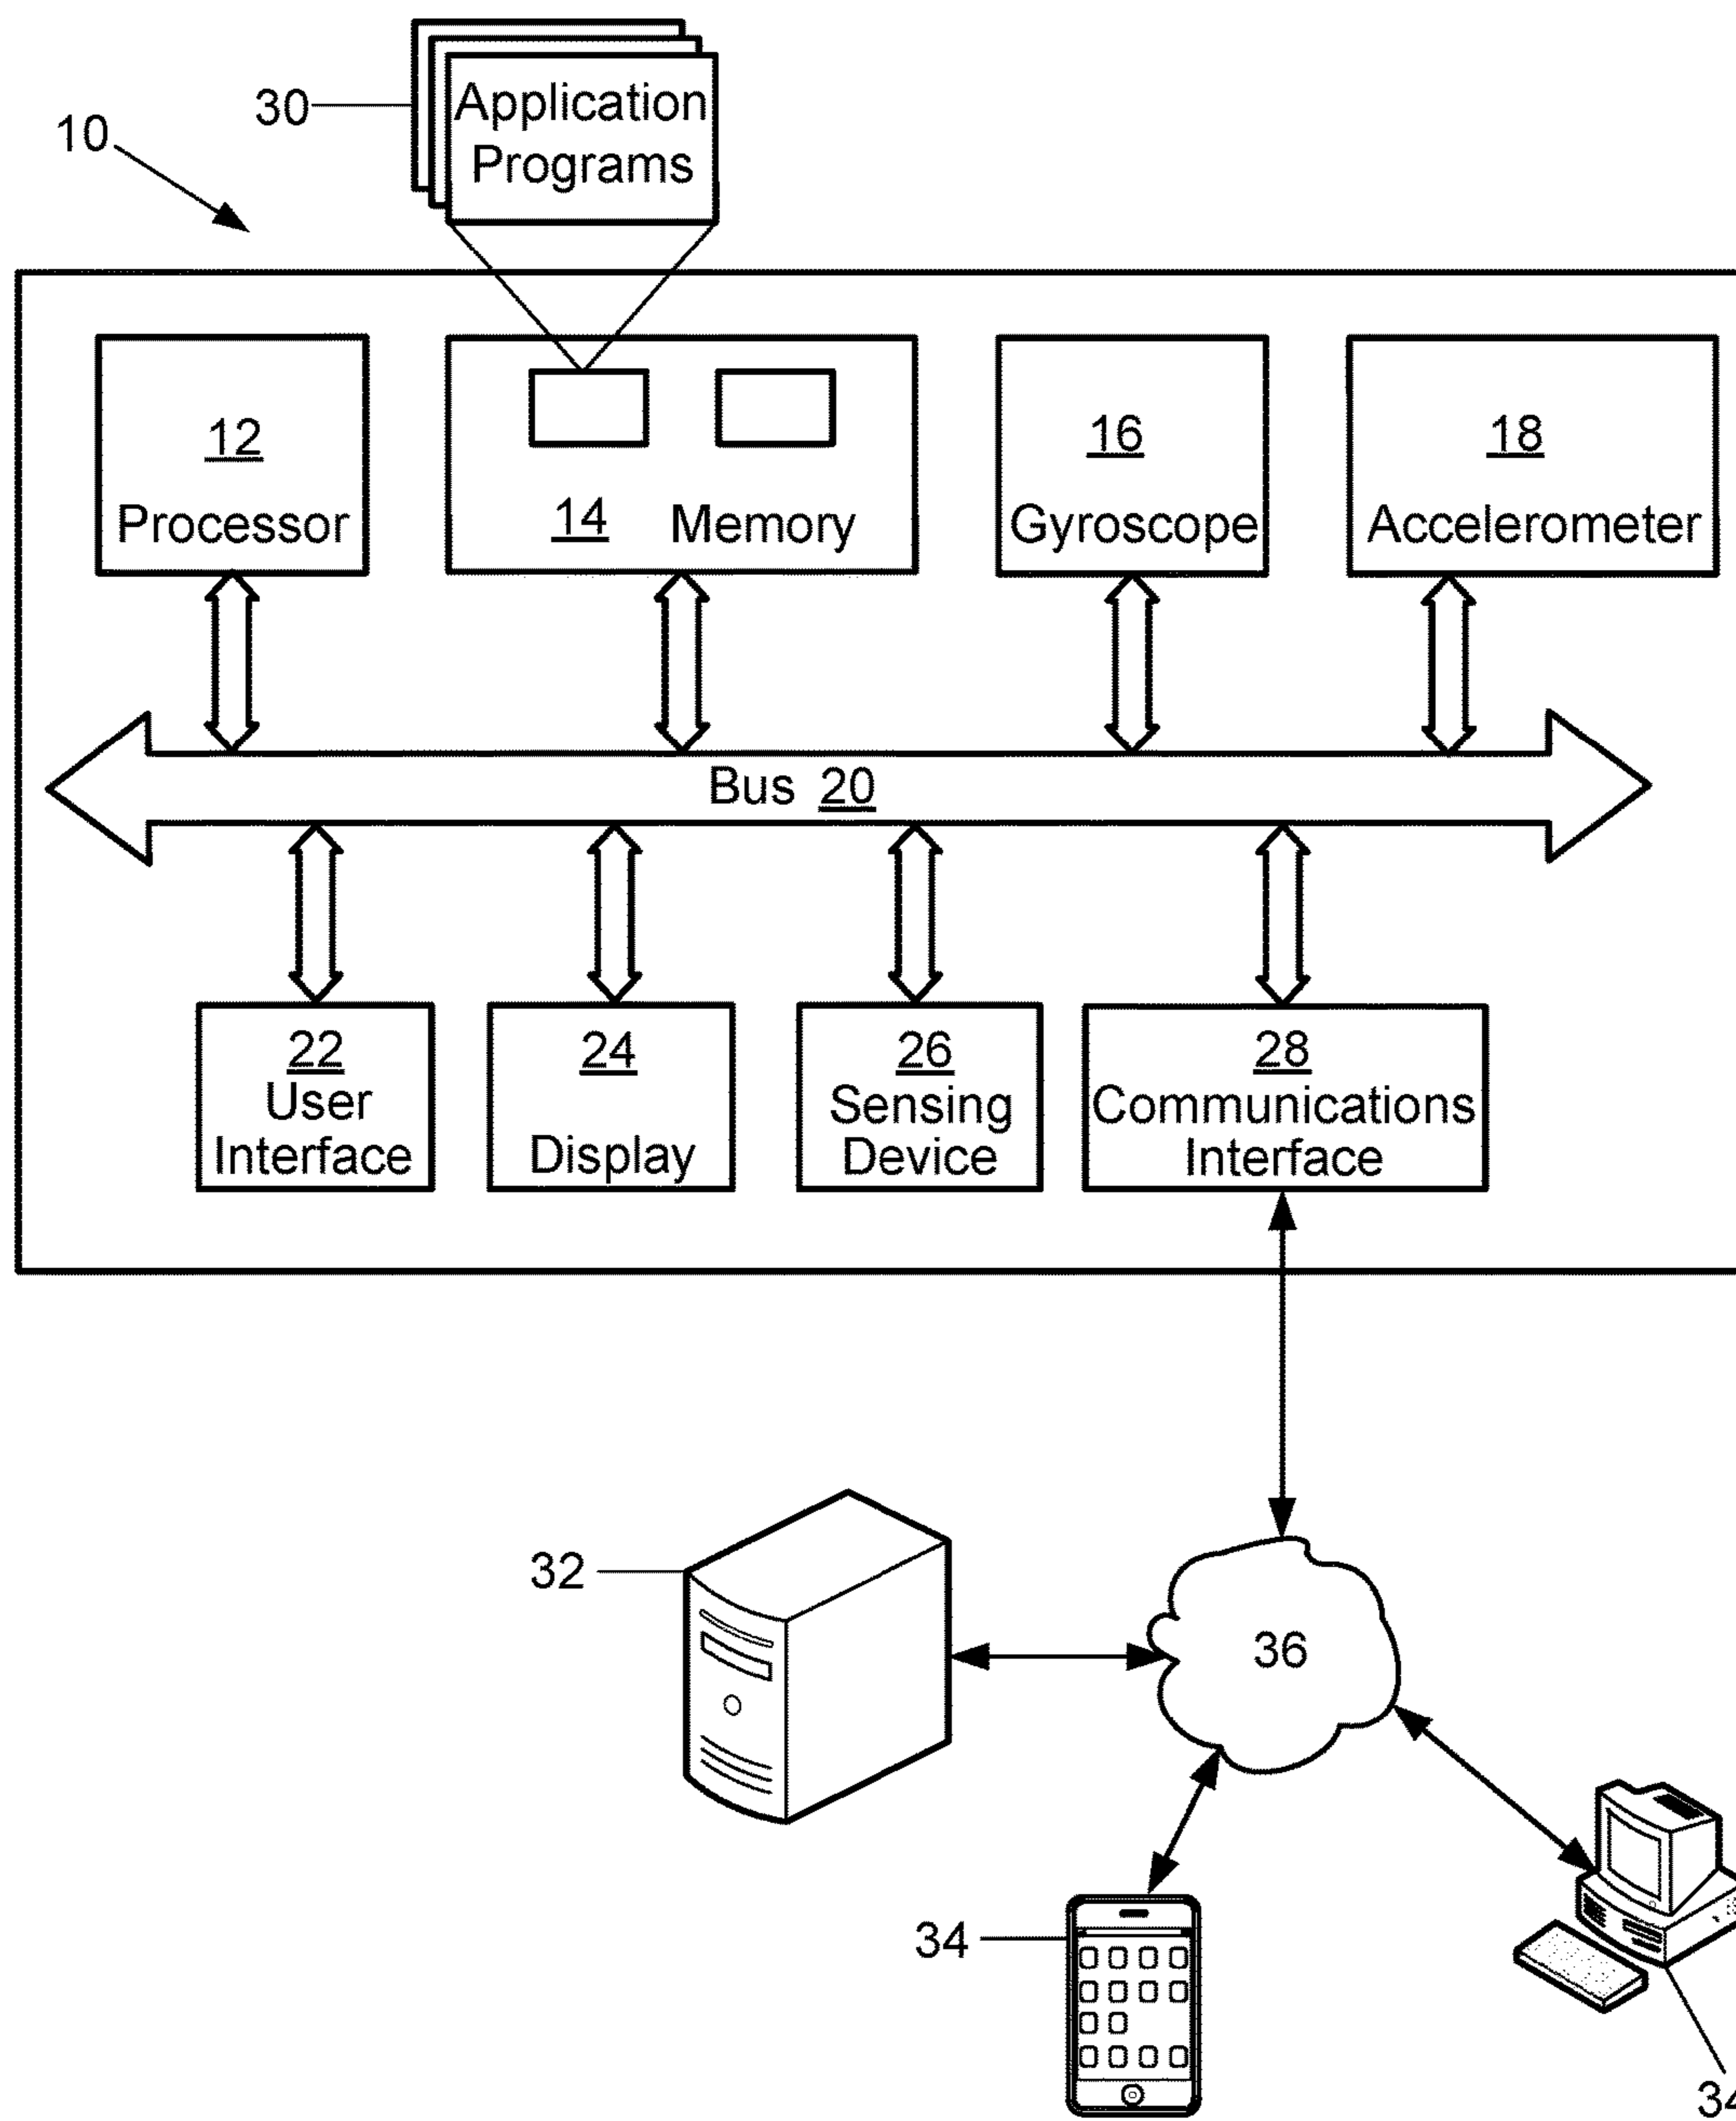 10
30
Application
Programs
12
Processor
14 Memory
16
Gyroscope
18
Accelerometer
Bus 20
22
User
Interface
24
Display
26
Sensing
Device
28
Communications
Interface
32
36
34
34